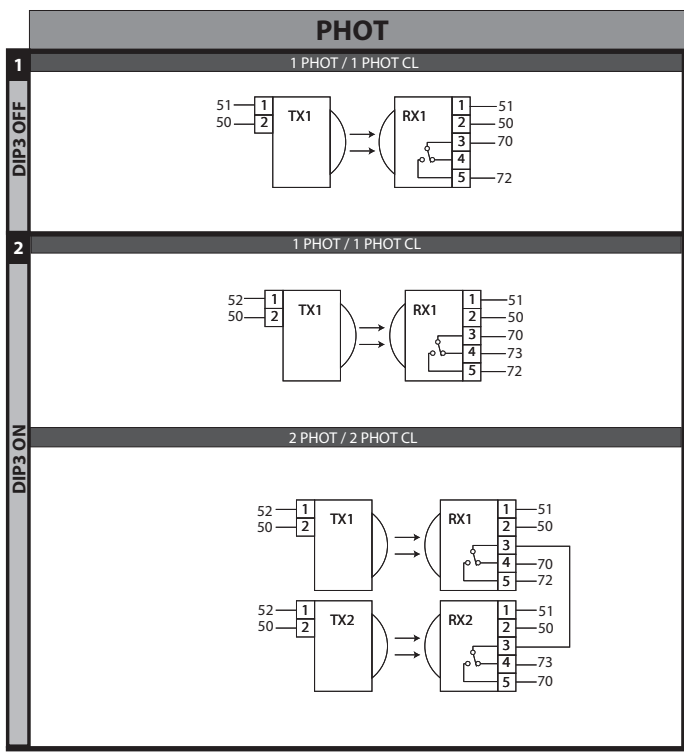 PHOT
1
1 PHOT / 1 PHOT CL
DIP3 OFF
51 1 TX1 RX1 1 51
50 2 2 50
3 70
4
5 72
2
1 PHOT / 1 PHOT CL
DIP3 ON
52 1 TX1 RX1 1 51
50 2 2 50
3 70
4 73
5 72
2 PHOT / 2 PHOT CL
52 1 TX1 RX1 1 51
50 2 2 50
3
4 70
5 72
52 1 TX2 RX2 1 51
50 2 2 50
3
4 73
5 70